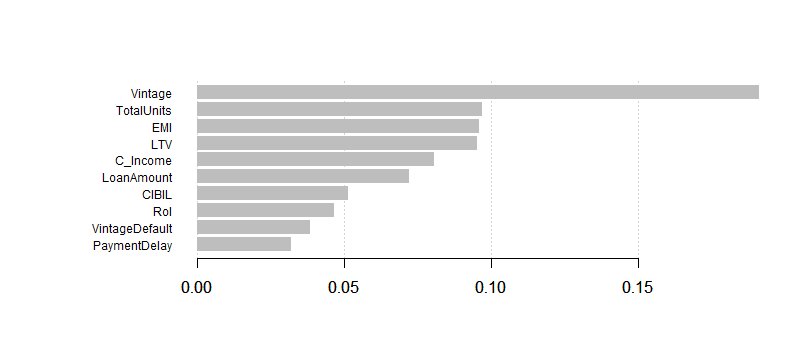 Vintage
TotalUnits
EMI
LTV
C_Income
LoanAmount
CIBIL
RoI
VintageDefault
PaymentDelay
0.00 0.05 0.10 0.15